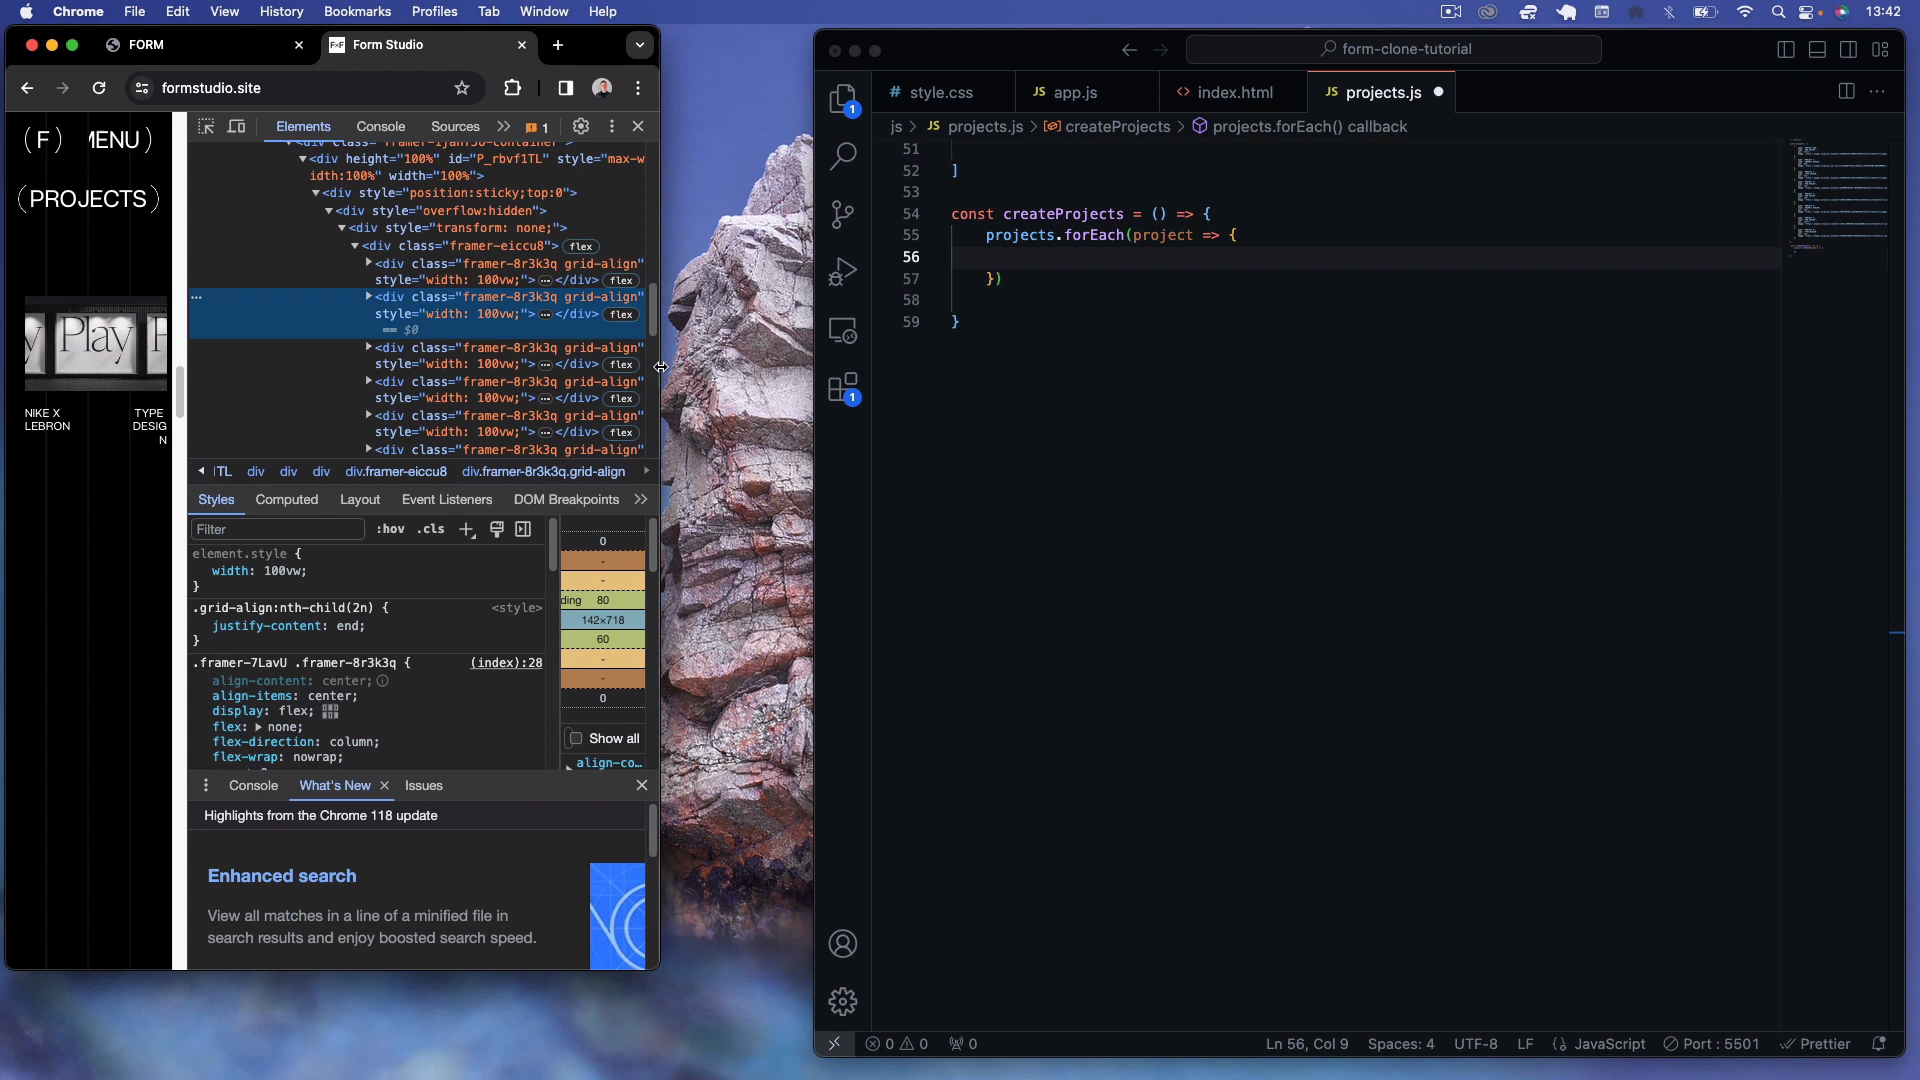 Chrome File Edit View History Bookmarks Profiles Tab Window Help 13:42
FORM Form Studio
formstudio.site
form-clone-tutorial
( F ) MENU )
(PROJECTS)
NIKE X
LEBRON
TYPE
DESIG
N
Play
Elements Console Sources 1
<div height="100%" id="P_rbvf1TL" style="max-w
idth:100%" width="100%">
<div style="position:sticky;top:0">
<div style="overflow:hidden">
<div style="transform: none;">
<div class="framer-eiccu8"> flex
<div class="framer-8r3k3q grid-align"
style="width: 100vw;">…</div> flex
<div class="framer-8r3k3q grid-align"
style="width: 100vw;">…</div> flex
== $0
<div class="framer-8r3k3q grid-align"
style="width: 100vw;">…</div> flex
<div class="framer-8r3k3q grid-align"
style="width: 100vw;">…</div> flex
<div class="framer-8r3k3q grid-align"
style="width: 100vw;">…</div> flex
<div class="framer-8r3k3q grid-align"
TL div div div div.framer-eiccu8 div.framer-8r3k3q.grid-align
Styles Computed Layout Event Listeners DOM Breakpoints
Filter :hov .cls
element.style {
width: 100vw;
}
.grid-align:nth-child(2n) { <style>
justify-content: end;
}
.framer-7LavU .framer-8r3k3q { (index):28
align-content: center;
align-items: center;
display: flex;
flex: none;
flex-direction: column;
flex-wrap: nowrap;
0
-
-
ding 80
142×718
60
-
-
0
Show all
align-co…
Console What's New Issues
Highlights from the Chrome 118 update
Enhanced search
View all matches in a line of a minified file in
search results and enjoy boosted search speed.
# style.css JS app.js <> index.html JS projects.js
js > JS projects.js > createProjects > projects.forEach() callback
51
52 ]
53
54 const createProjects = () => {
55 projects.forEach(project => {
56
57 })
58
59 }
1
1
0 0 0 Ln 56, Col 9 Spaces: 4 UTF-8 LF JavaScript Port : 5501 Prettier